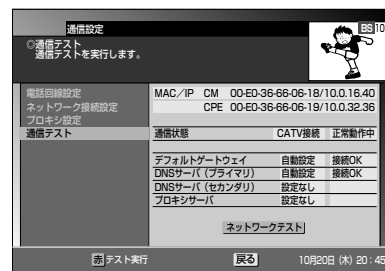 通信設定
BS 10
◎通信テスト
通信テストを実行します。
電話回線設定
ネットワーク接続設定
プロキシ設定
通信テスト
MAC／IP CM 00-E0-36-66-06-18/10.0.16.40
CPE 00-E0-36-66-06-19/10.0.32.36
通信状態 CATV接続 正常動作中
デフォルトゲートウェイ 自動設定 接続OK
DNSサーバ（プライマリ） 自動設定 接続OK
DNSサーバ（セカンダリ） 設定なし
プロキシサーバ 設定なし
ネットワークテスト
赤 テスト実行 戻る 10月20日 (木) 20：45